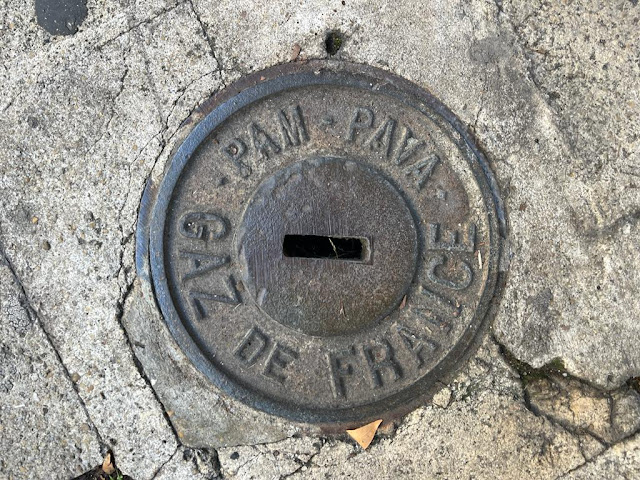 - PAM - PAVA -
GAZ DE FRANCE